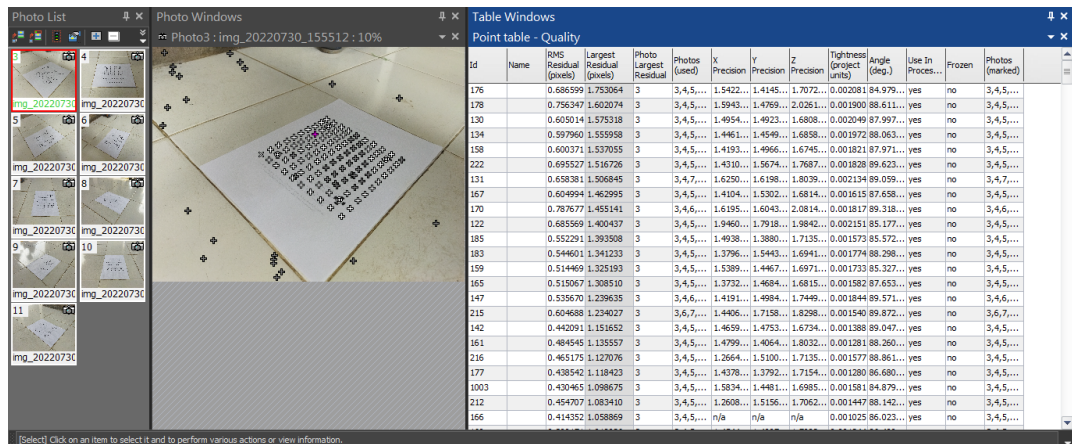 Photo List
Photo Windows
Table Windows
Photo3 : img_20220730_155512 : 10%
Point table - Quality
3
4
img_20220730
img_20220730
5
6
img_20220730
img_20220730
7
8
img_20220730
img_20220730
9
10
img_20220730
img_20220730
11
img_20220730
Id Name RMS Residual (pixels) Largest Residual (pixels) Photo Largest Residual Photos (used) X Precision Y Precision Z Precision Tightness (project units) Angle (deg.) Use In Proces... Frozen Photos (marked)
176 0.686599 1.753064 3 3,4,5,... 1.5422... 1.4145... 1.7072... 0.002081 84.979... yes no 3,4,5,...
178 0.756347 1.602074 3 3,4,5,... 1.5943... 1.4769... 2.0261... 0.001900 88.611... yes no 3,4,5,...
130 0.605014 1.575318 3 3,4,5,... 1.4954... 1.4923... 1.6808... 0.002049 87.997... yes no 3,4,5,...
134 0.597960 1.555958 3 3,4,5,... 1.4461... 1.4549... 1.6858... 0.001972 88.063... yes no 3,4,5,...
158 0.600371 1.537055 3 3,4,5,... 1.4193... 1.4966... 1.6745... 0.001821 87.971... yes no 3,4,5,...
222 0.695527 1.516726 3 3,4,5,... 1.4310... 1.5674... 1.7687... 0.001828 89.623... yes no 3,4,5,...
131 0.658381 1.506845 3 3,4,7,... 1.6250... 1.6198... 1.8039... 0.002134 89.059... yes no 3,4,7,...
167 0.604994 1.462995 3 3,4,5,... 1.4104... 1.5302... 1.6814... 0.001615 87.658... yes no 3,4,5,...
170 0.787677 1.455141 3 3,4,6,... 1.6195... 1.6043... 2.0814... 0.001817 89.318... yes no 3,4,6,...
122 0.685569 1.400437 3 3,4,5,... 1.9460... 1.7918... 1.9842... 0.002151 85.177... yes no 3,4,5,...
185 0.552291 1.393508 3 3,4,5,... 1.4938... 1.3880... 1.7135... 0.001573 85.572... yes no 3,4,5,...
183 0.544601 1.341233 3 3,4,5,... 1.3796... 1.5443... 1.6941... 0.001774 88.298... yes no 3,4,5,...
159 0.514469 1.325193 3 3,4,5,... 1.5389... 1.4467... 1.6971... 0.001733 85.327... yes no 3,4,5,...
165 0.515067 1.308510 3 3,4,5,... 1.3732... 1.4684... 1.6815... 0.001582 87.653... yes no 3,4,5,...
147 0.535670 1.239635 3 3,4,6,... 1.4191... 1.4984... 1.7449... 0.001844 89.571... yes no 3,4,6,...
215 0.604688 1.234027 3 3,6,7,... 1.4406... 1.7158... 1.8298... 0.001540 89.872... yes no 3,6,7,...
142 0.442091 1.151652 3 3,4,5,... 1.4659... 1.4753... 1.6734... 0.001388 89.047... yes no 3,4,5,...
161 0.484545 1.135557 3 3,4,5,... 1.4799... 1.4064... 1.8032... 0.001281 88.260... yes no 3,4,5,...
216 0.465175 1.127076 3 3,4,5,... 1.2664... 1.5100... 1.7135... 0.001577 88.861... yes no 3,4,5,...
177 0.438542 1.118423 3 3,4,5,... 1.4378... 1.3792... 1.7154... 0.001280 86.680... yes no 3,4,5,...
1003 0.430465 1.098675 3 3,4,5,... 1.5834... 1.4481... 1.6985... 0.001581 84.879... yes no 3,4,5,...
212 0.454707 1.083410 3 3,4,5,... 1.2608... 1.5156... 1.7062... 0.001447 88.142... yes no 3,4,5,...
166 0.414352 1.058869 3 3,4,5,... n/a n/a n/a 0.001025 86.023... yes no 3,4,5,...
[Select] Click on an item to select it and to perform various actions or view information.